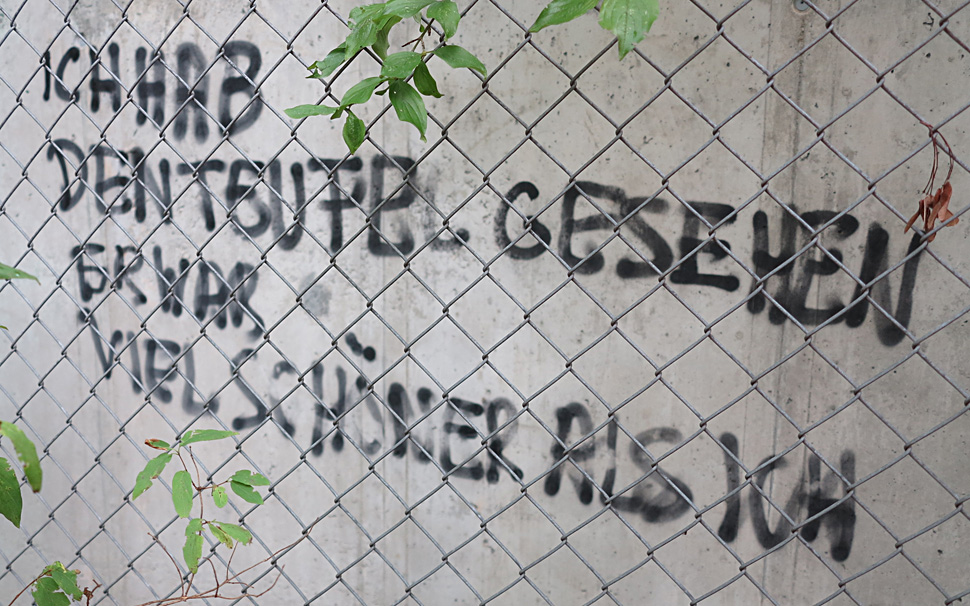 ICH HAB
DEN TEUFEL GESEHEN
ER WAR
VIEL SCHÖNER ALS ICH